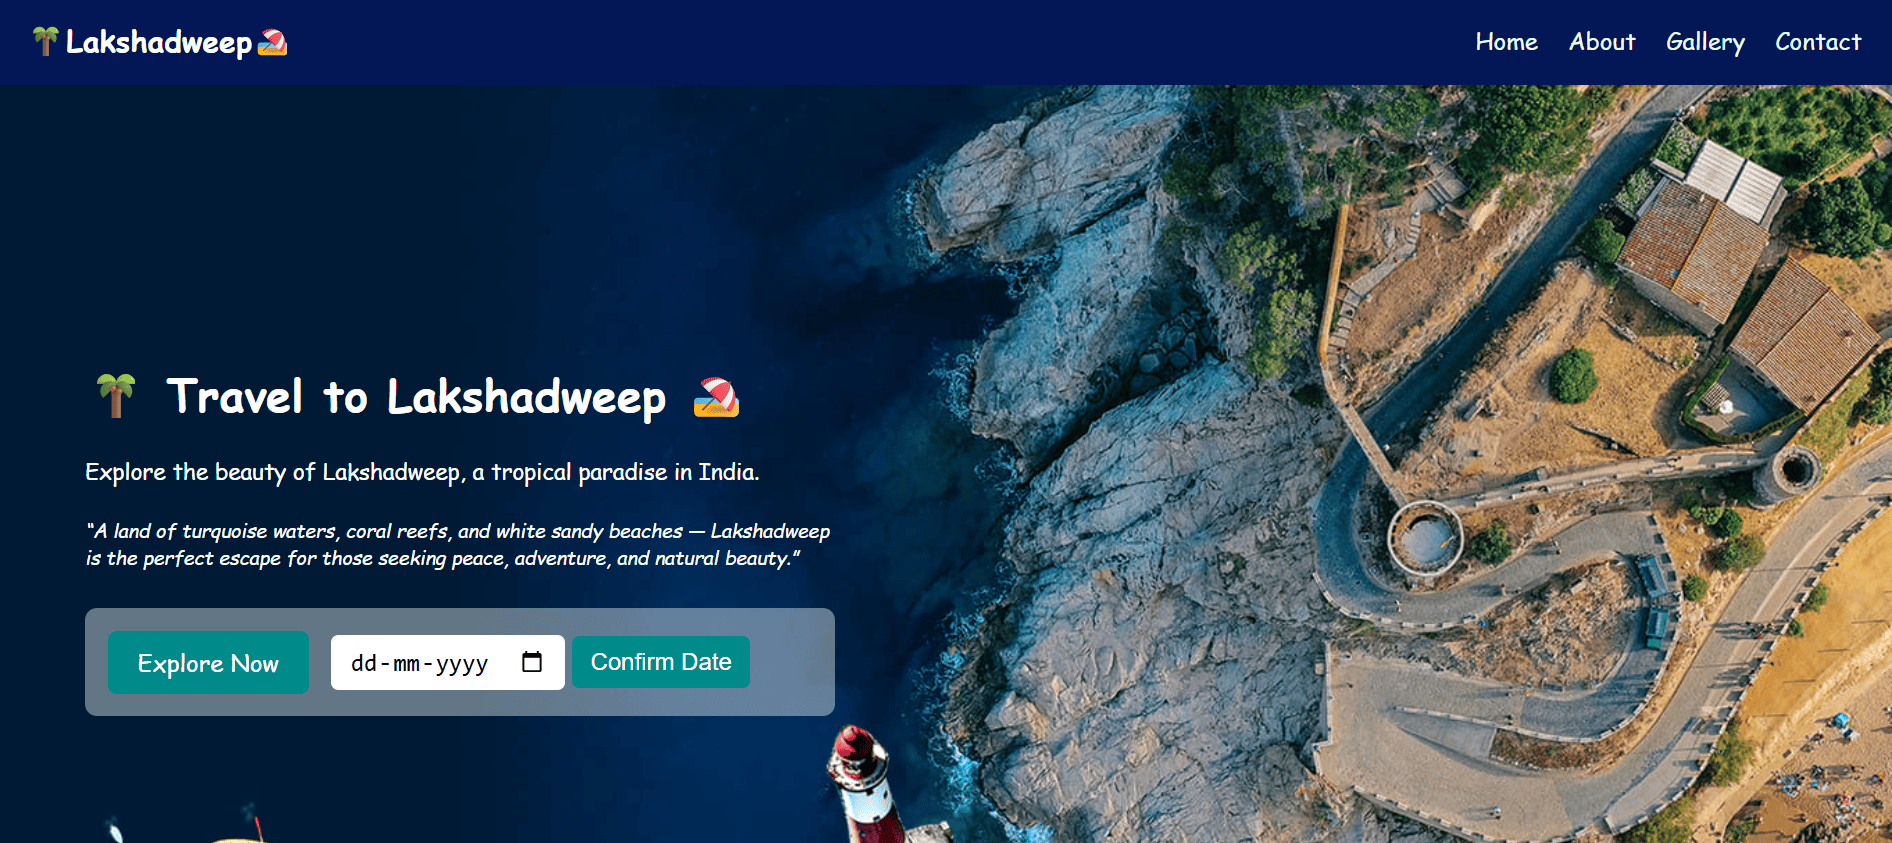 🌴Lakshadweep🏖️
Home About Gallery Contact
🌴 Travel to Lakshadweep 🏖️
Explore the beauty of Lakshadweep, a tropical paradise in India.
“A land of turquoise waters, coral reefs, and white sandy beaches — Lakshadweep
is the perfect escape for those seeking peace, adventure, and natural beauty.”
Explore Now dd-mm-yyyy Confirm Date